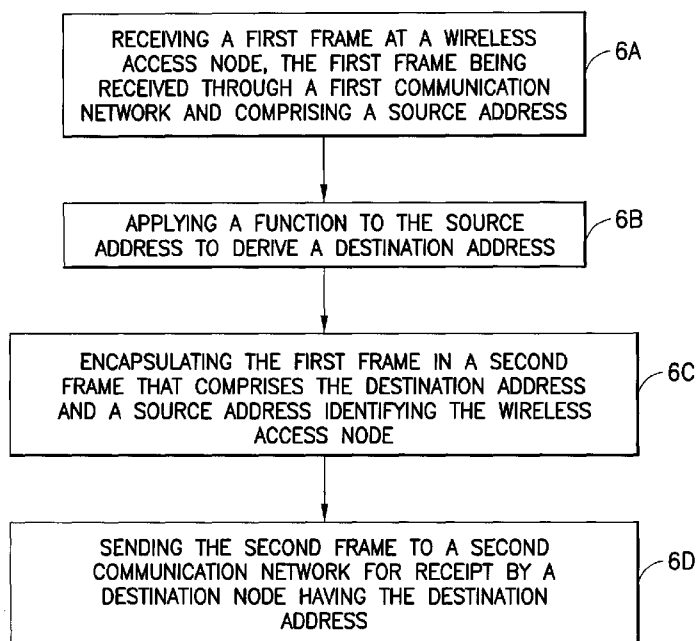 RECEIVING A FIRST FRAME AT A WIRELESS
ACCESS NODE, THE FIRST FRAME BEING
RECEIVED THROUGH A FIRST COMMUNICATION
NETWORK AND COMPRISING A SOURCE ADDRESS
6A
APPLYING A FUNCTION TO THE SOURCE
ADDRESS TO DERIVE A DESTINATION ADDRESS
6B
ENCAPSULATING THE FIRST FRAME IN A SECOND
FRAME THAT COMPRISES THE DESTINATION ADDRESS
AND A SOURCE ADDRESS IDENTIFYING THE WIRELESS
ACCESS NODE
6C
SENDING THE SECOND FRAME TO A SECOND
COMMUNICATION NETWORK FOR RECEIPT BY A
DESTINATION NODE HAVING THE DESTINATION
ADDRESS
6D